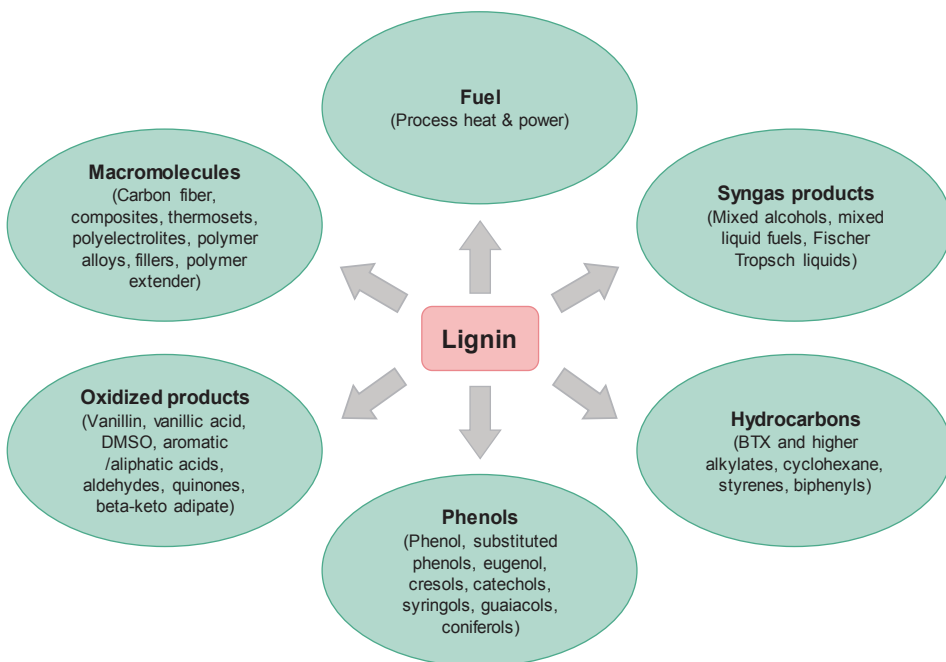 Fuel
(Process heat & power)
Macromolecules
(Carbon fiber,
composites, thermosets,
polyelectrolites, polymer
alloys, fillers, polymer
extender)
Syngas products
(Mixed alcohols, mixed
liquid fuels, Fischer
Tropsch liquids)
Lignin
Oxidized products
(Vanillin, vanillic acid,
DMSO, aromatic
/aliphatic acids,
aldehydes, quinones,
beta-keto adipate)
Hydrocarbons
(BTX and higher
alkylates, cyclohexane,
styrenes, biphenyls)
Phenols
(Phenol, substituted
phenols, eugenol,
cresols, catechols,
syringols, guaiacols,
coniferols)